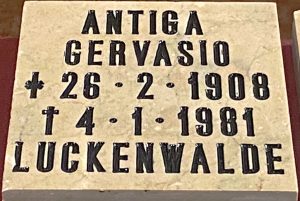 ANTIGA
GERVASIO
✶ 26 · 2 · 1908
† 4 · 1 · 1981
LUCKENWALDE